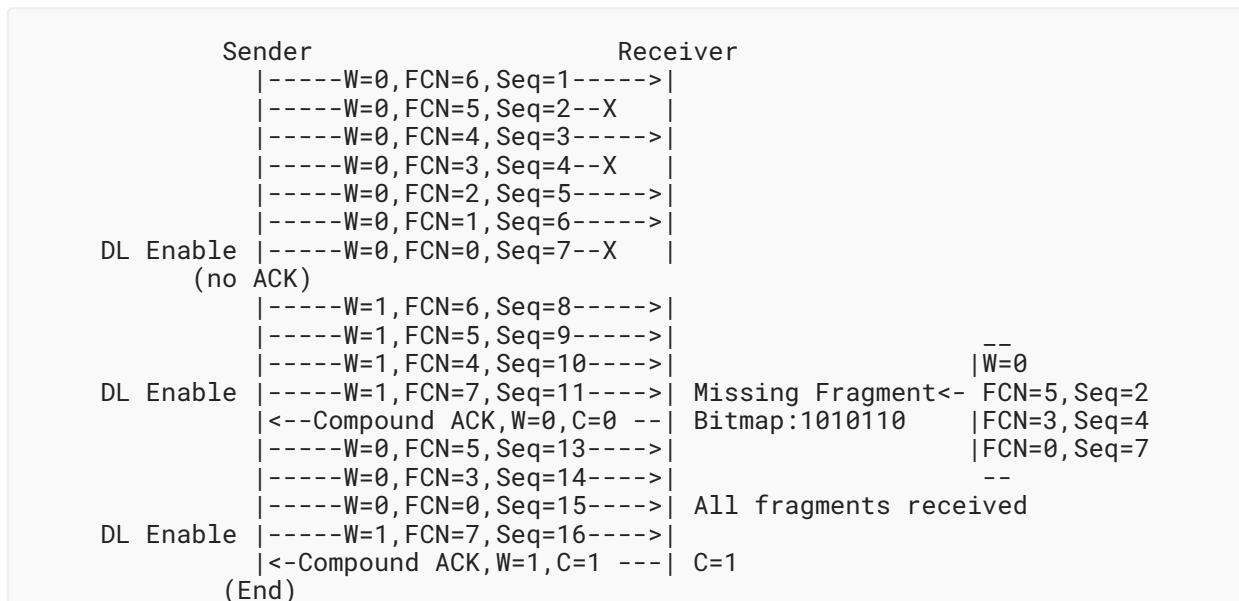 Sender                    Receiver
|-----W=0,FCN=6,Seq=1----->|
|-----W=0,FCN=5,Seq=2--X   |
|-----W=0,FCN=4,Seq=3----->|
|-----W=0,FCN=3,Seq=4--X   |
|-----W=0,FCN=2,Seq=5----->|
|-----W=0,FCN=1,Seq=6----->|
DL Enable |-----W=0,FCN=0,Seq=7--X   |
(no ACK)
|-----W=1,FCN=6,Seq=8----->|
|-----W=1,FCN=5,Seq=9----->|                     __
|-----W=1,FCN=4,Seq=10---->|                    |W=0
DL Enable |-----W=1,FCN=7,Seq=11---->| Missing Fragment<- FCN=5,Seq=2
|<--Compound ACK,W=0,C=0 --| Bitmap:1010110    |FCN=3,Seq=4
|-----W=0,FCN=5,Seq=13---->|                    |FCN=0,Seq=7
|-----W=0,FCN=3,Seq=14---->|                     --
|-----W=0,FCN=0,Seq=15---->| All fragments received
DL Enable |-----W=1,FCN=7,Seq=16---->|
|<-Compound ACK,W=1,C=1 ---| C=1
(End)